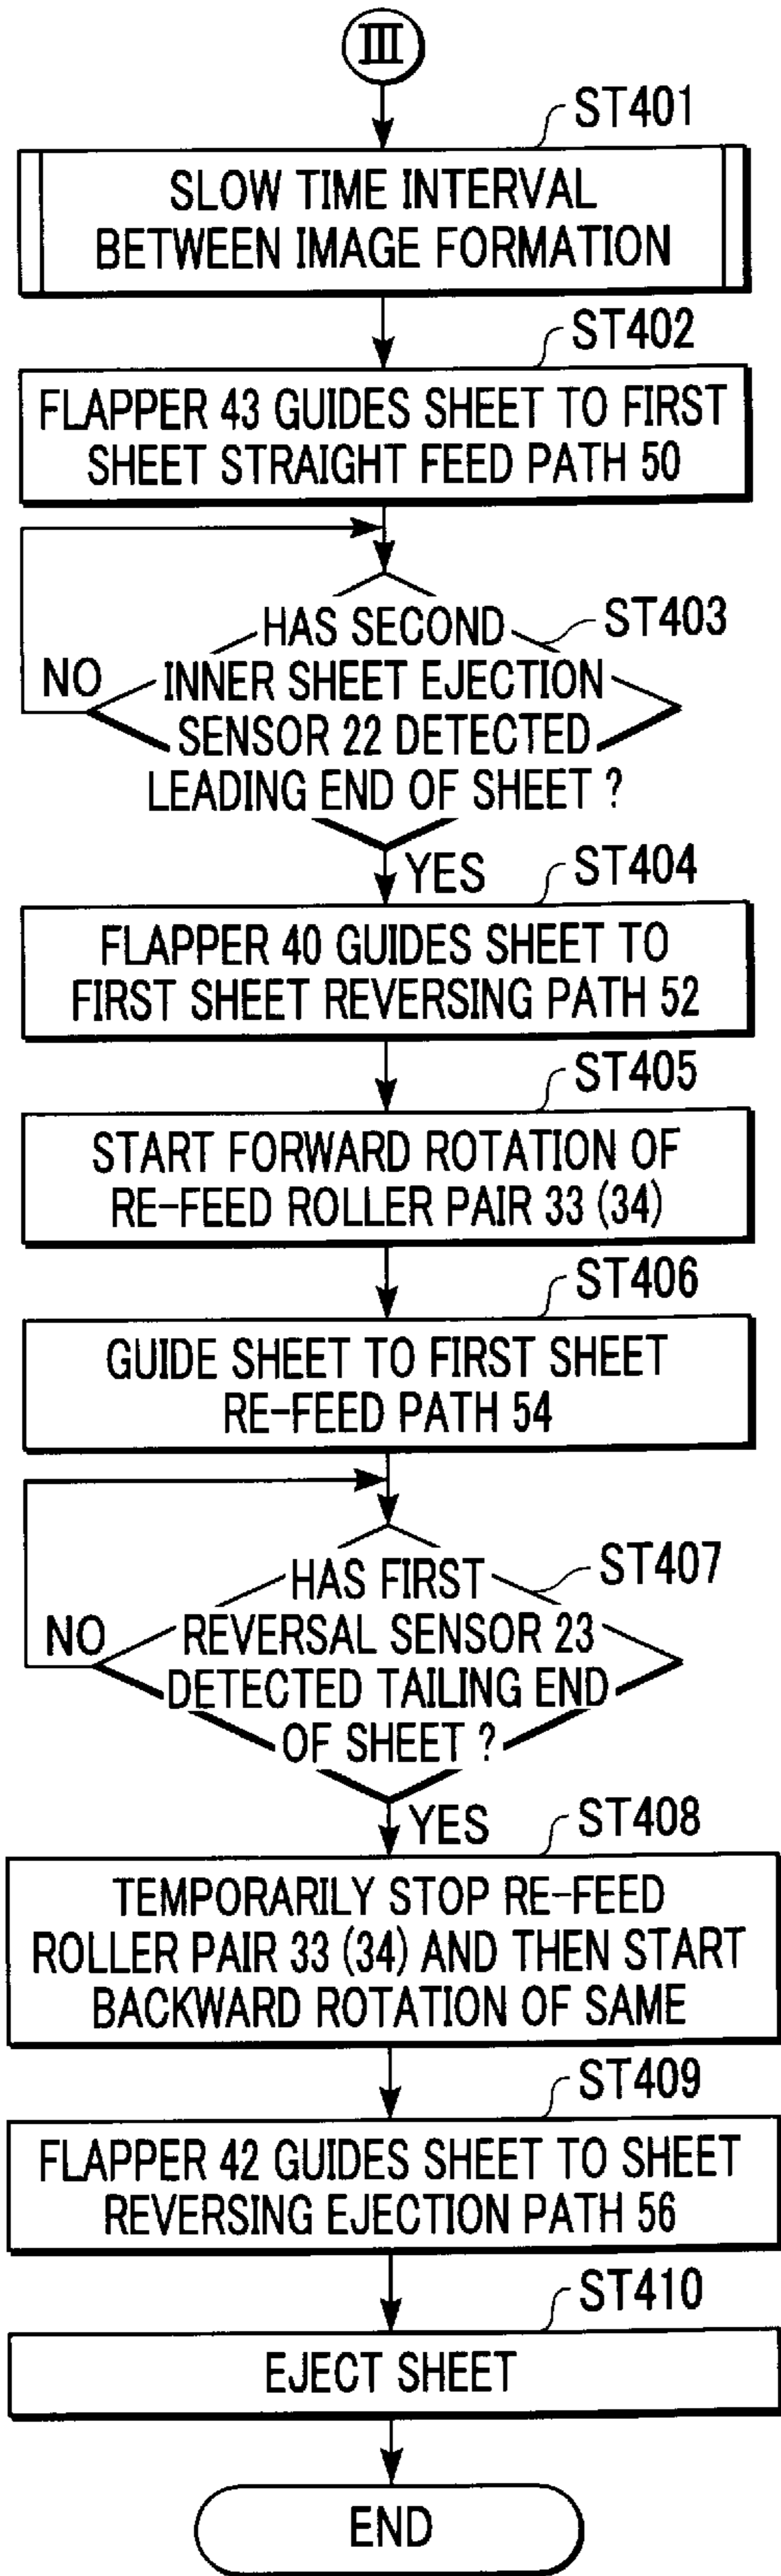 III
ST401
SLOW TIME INTERVAL
BETWEEN IMAGE FORMATION
ST402
FLAPPER 43 GUIDES SHEET TO FIRST
SHEET STRAIGHT FEED PATH 50
HAS SECOND
ST403
NO
INNER SHEET EJECTION
SENSOR 22 DETECTED
LEADING END OF SHEET ?
YES
ST404
FLAPPER 40 GUIDES SHEET TO
FIRST SHEET REVERSING PATH 52
ST405
START FORWARD ROTATION OF
RE-FEED ROLLER PAIR 33 (34)
ST406
GUIDE SHEET TO FIRST SHEET
RE-FEED PATH 54
HAS FIRST
ST407
NO
REVERSAL SENSOR 23
DETECTED TAILING END
OF SHEET ?
YES
ST408
TEMPORARILY STOP RE-FEED
ROLLER PAIR 33 (34) AND THEN START
BACKWARD ROTATION OF SAME
ST409
FLAPPER 42 GUIDES SHEET TO SHEET
REVERSING EJECTION PATH 56
ST410
EJECT SHEET
END